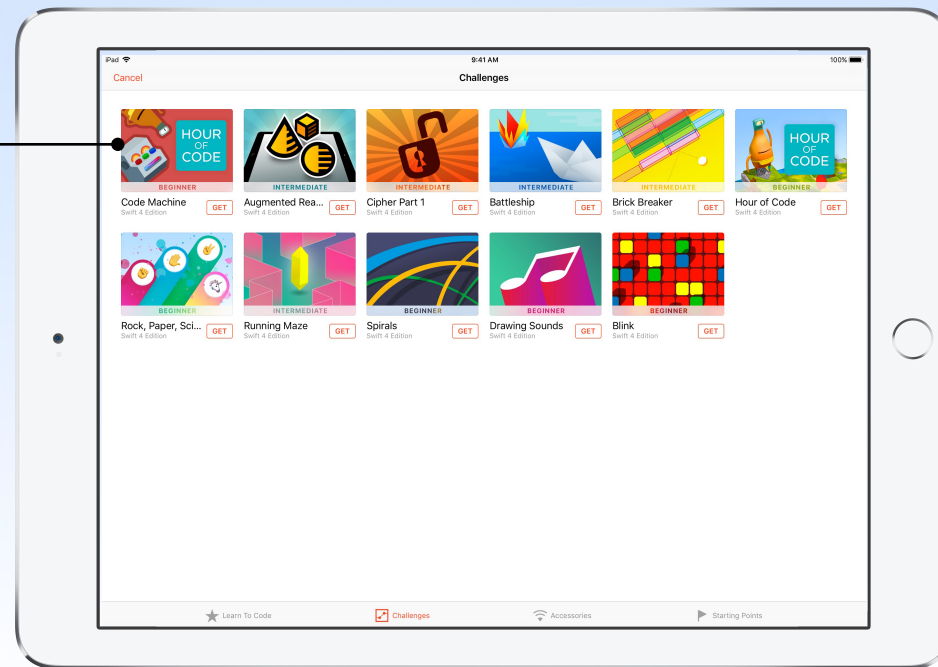 iPad 9:41 AM 100%
Cancel Challenges
HOUR
OF
CODE
HOUR
OF
CODE
BEGINNER INTERMEDIATE INTERMEDIATE INTERMEDIATE INTERMEDIATE BEGINNER
Code Machine Augmented Rea... Cipher Part 1 Battleship Brick Breaker Hour of Code
Swift 4 Edition GET Swift 4 Edition GET Swift 4 Edition GET Swift 4 Edition GET Swift 4 Edition GET Swift 4 Edition GET
BEGINNER INTERMEDIATE BEGINNER BEGINNER BEGINNER
Rock, Paper, Sci... Running Maze Spirals Drawing Sounds Blink
Swift 4 Edition GET Swift 4 Edition GET Swift 4 Edition GET Swift 4 Edition GET Swift 4 Edition GET
Learn To Code Challenges Accessories Starting Points